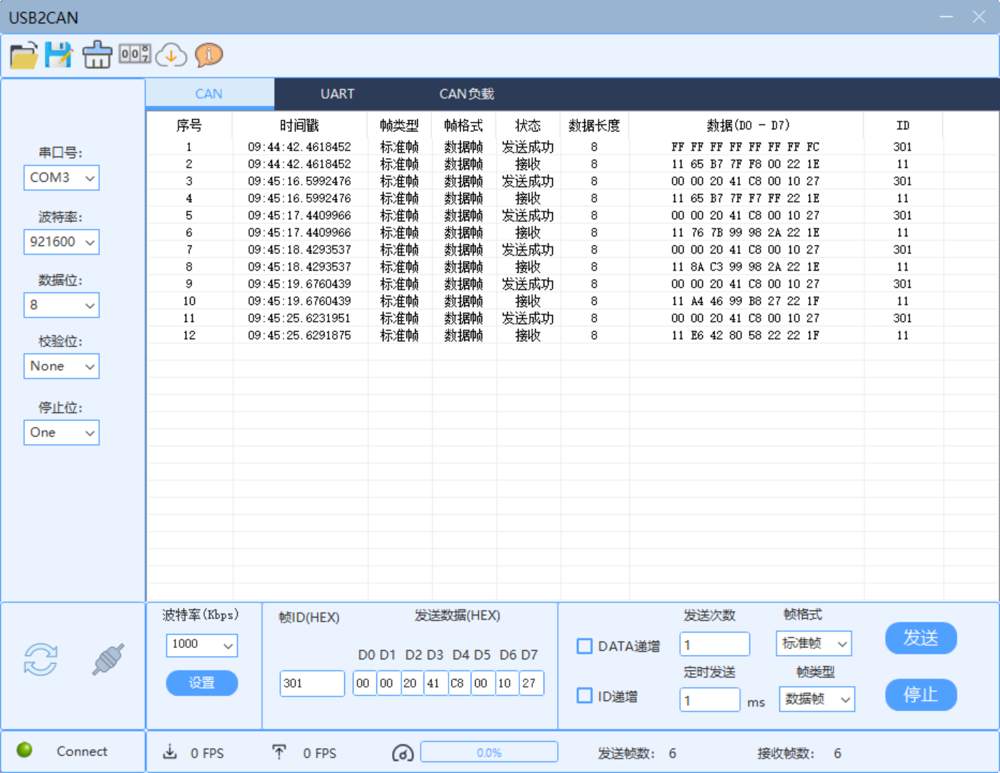 USB2CAN
007
CAN UART CAN负载
序号 时间戳 帧类型 帧格式 状态 数据长度 数据(D0 - D7) ID
1 09:44:42.4618452 标准帧 数据帧 发送成功 8 FF FF FF FF FF FF FF FC 301
2 09:44:42.4618452 标准帧 数据帧 接收 8 11 65 B7 7F F8 00 22 1E 11
3 09:45:16.5992476 标准帧 数据帧 发送成功 8 00 00 20 41 C8 00 10 27 301
4 09:45:16.5992476 标准帧 数据帧 接收 8 11 65 B7 7F F7 FF 22 1E 11
5 09:45:17.4409966 标准帧 数据帧 发送成功 8 00 00 20 41 C8 00 10 27 301
6 09:45:17.4409966 标准帧 数据帧 接收 8 11 76 7B 99 98 2A 22 1E 11
7 09:45:18.4293537 标准帧 数据帧 发送成功 8 00 00 20 41 C8 00 10 27 301
8 09:45:18.4293537 标准帧 数据帧 接收 8 11 8A C3 99 98 2A 22 1E 11
9 09:45:19.6760439 标准帧 数据帧 发送成功 8 00 00 20 41 C8 00 10 27 301
10 09:45:19.6760439 标准帧 数据帧 接收 8 11 A4 46 99 B8 27 22 1F 11
11 09:45:25.6231951 标准帧 数据帧 发送成功 8 00 00 20 41 C8 00 10 27 301
12 09:45:25.6291875 标准帧 数据帧 接收 8 11 E6 42 80 58 22 22 1F 11
串口号:
COM3
波特率:
921600
数据位:
8
校验位:
None
停止位:
One
波特率(Kbps)
1000
设置
帧ID(HEX) 发送数据(HEX)
D0 D1 D2 D3 D4 D5 D6 D7
301 00 00 20 41 C8 00 10 27
发送次数 帧格式
DATA递增 1 标准帧 发送
定时发送 帧类型
ID递增 1 ms 数据帧 停止
Connect 0 FPS 0 FPS 0.0% 发送帧数: 6 接收帧数: 6